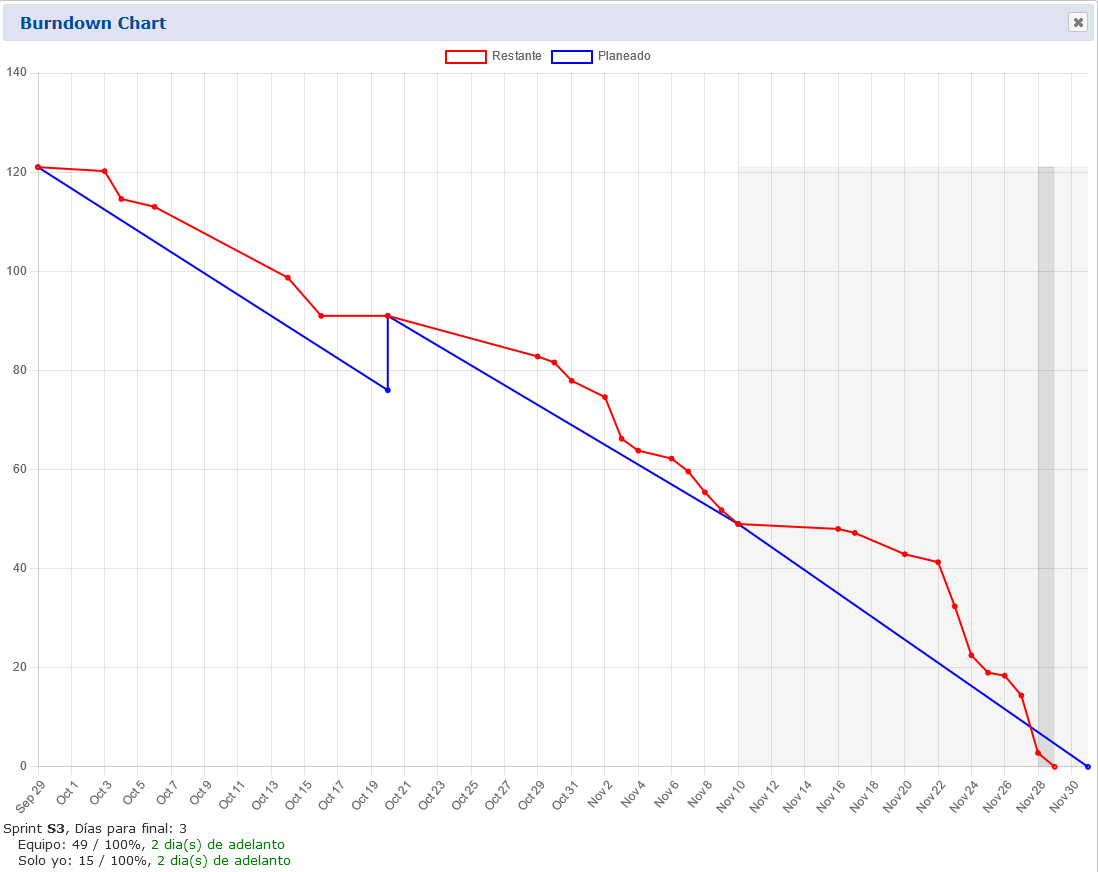 Burndown Chart
Restante Planeado
140
120
100
80
60
40
20
0
Sep 29 Oct 1 Oct 3 Oct 5 Oct 7 Oct 9 Oct 11 Oct 13 Oct 15 Oct 17 Oct 19 Oct 21 Oct 23 Oct 25 Oct 27 Oct 29 Oct 31 Nov 2 Nov 4 Nov 6 Nov 8 Nov 10 Nov 12 Nov 14 Nov 16 Nov 18 Nov 20 Nov 22 Nov 24 Nov 26 Nov 28 Nov 30
Sprint S3, Días para final: 3
Equipo: 49 / 100%, 2 dia(s) de adelanto
Solo yo: 15 / 100%, 2 dia(s) de adelanto